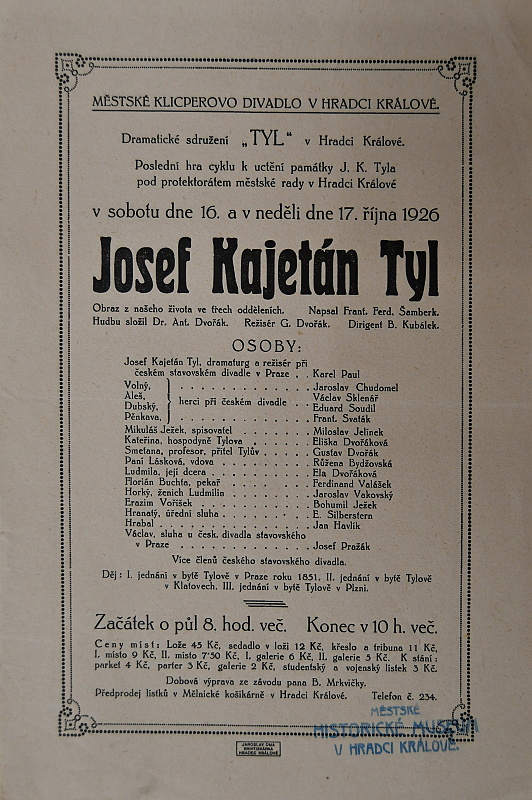 MĚSTSKÉ KLICPEROVO DIVADLO V HRADCI KRÁLOVÉ.
Dramatické sdružení „TYL“ v Hradci Králové.
Poslední hra cyklu k uctění památky J. K. Tyla
pod protektorátem městské rady v Hradci Králové
v sobotu dne 16. a v neděli dne 17. října 1926
Josef Kajetán Tyl
Obraz z našeho života ve třech odděleních. Napsal Frant. Ferd. Šamberk.
Hudbu složil Dr. Ant. Dvořák. Režisér G. Dvořák. Dirigent B. Kubálek.
OSOBY:
Josef Kajetán Tyl, dramaturg a režisér při
českém stavovském divadle v Praze . . Karel Paul
Volný, . . . . . . . . . . . . . Jaroslav Chudomel
Aleš, Václav Sklenář
herci při českém divadle . .
Dubský, Eduard Soudil
Pěnkava, . . . . . . . . . . . . . Frant. Svaťák
Mikuláš Ježek, spisovatel . . . . . . . Miloslav Jelínek
Kateřina, hospodyně Tylova . . . . . . Eliška Dvořáková
Smetana, profesor, přítel Tylův . . . . . Gustav Dvořák
Paní Lásková, vdova . . . . . . . . . Růžena Bydžovská
Ludmila, její dcera . . . . . . . . . . Ela Dvořáková
Florián Buchta, pekař . . . . . . . . Ferdinand Valášek
Horký, ženich Ludmilin . . . . . . . . Jaroslav Vakovský
Erazim Voříšek . . . . . . . . . . . Bohumil Ježek
Hranatý, úřední sluha . . . . . . . . . E. Silberstern
Hrabal . . . . . . . . . . . . . . Jan Havlík
Václav, sluha u česk. divadla stavovského
v Praze . . . . . . . . . . . . . Josef Pražák
Více členů českého stavovského divadla.
Děj: I. jednání v bytě Tylově v Praze roku 1851, II. jednání v bytě Tylově
v Klatovech, III. jednání v bytě Tylově v Plzni.
Začátek o půl 8. hod. več. Konec v 10 h. več.
Ceny míst: Lože 45 Kč, sedadlo v loži 12 Kč, křeslo a tribuna 11 Kč,
I. místo 9 Kč, II. místo 7'50 Kč, I. galerie 6 Kč, II. galerie 5 Kč. K stání:
parket 4 Kč, parter 3 Kč, galerie 2 Kč, studentský a vojenský lístek 3 Kč.
Dobová výprava ze závodu pana B. Mrkvičky.
Předprodej lístků v Mělnické košíkárně v Hradci Králové. Telefon č. 234.
MĚSTSKÉ
HISTORICKÉ MUSEUM
V HRADCI KRÁLOVÉ.
JAROSLAV ČMA
KNIHTISKÁRNA
HRADEC KRÁLOVÉ